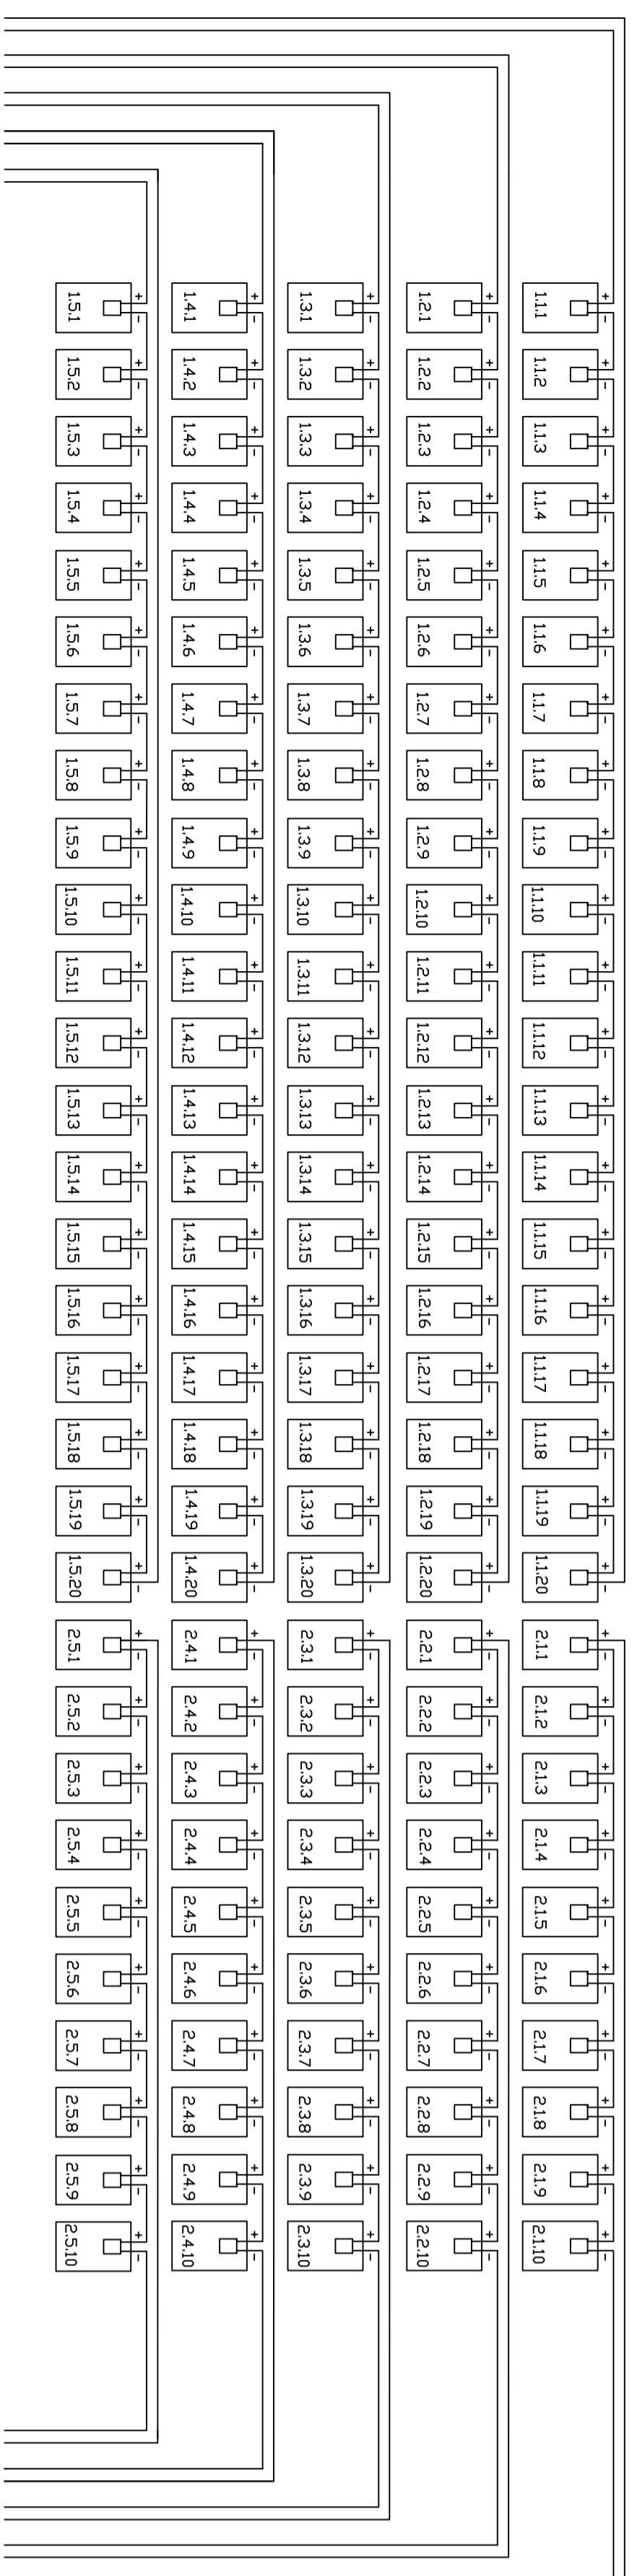 + − + − + − + − + − + − + − + − + − + − + − + − + − + − + − + − + − + − + − + − + − + − + − + − + − + − + − + − + − + −
1.1.1 1.1.2 1.1.3 1.1.4 1.1.5 1.1.6 1.1.7 1.1.8 1.1.9 1.1.10 1.1.11 1.1.12 1.1.13 1.1.14 1.1.15 1.1.16 1.1.17 1.1.18 1.1.19 1.1.20 2.1.1 2.1.2 2.1.3 2.1.4 2.1.5 2.1.6 2.1.7 2.1.8 2.1.9 2.1.10
+ − + − + − + − + − + − + − + − + − + − + − + − + − + − + − + − + − + − + − + − + − + − + − + − + − + − + − + − + − + −
1.2.1 1.2.2 1.2.3 1.2.4 1.2.5 1.2.6 1.2.7 1.2.8 1.2.9 1.2.10 1.2.11 1.2.12 1.2.13 1.2.14 1.2.15 1.2.16 1.2.17 1.2.18 1.2.19 1.2.20 2.2.1 2.2.2 2.2.3 2.2.4 2.2.5 2.2.6 2.2.7 2.2.8 2.2.9 2.2.10
+ − + − + − + − + − + − + − + − + − + − + − + − + − + − + − + − + − + − + − + − + − + − + − + − + − + − + − + − + − + −
1.3.1 1.3.2 1.3.3 1.3.4 1.3.5 1.3.6 1.3.7 1.3.8 1.3.9 1.3.10 1.3.11 1.3.12 1.3.13 1.3.14 1.3.15 1.3.16 1.3.17 1.3.18 1.3.19 1.3.20 2.3.1 2.3.2 2.3.3 2.3.4 2.3.5 2.3.6 2.3.7 2.3.8 2.3.9 2.3.10
+ − + − + − + − + − + − + − + − + − + − + − + − + − + − + − + − + − + − + − + − + − + − + − + − + − + − + − + − + − + −
1.4.1 1.4.2 1.4.3 1.4.4 1.4.5 1.4.6 1.4.7 1.4.8 1.4.9 1.4.10 1.4.11 1.4.12 1.4.13 1.4.14 1.4.15 1.4.16 1.4.17 1.4.18 1.4.19 1.4.20 2.4.1 2.4.2 2.4.3 2.4.4 2.4.5 2.4.6 2.4.7 2.4.8 2.4.9 2.4.10
+ − + − + − + − + − + − + − + − + − + − + − + − + − + − + − + − + − + − + − + − + − + − + − + − + − + − + − + − + − + −
1.5.1 1.5.2 1.5.3 1.5.4 1.5.5 1.5.6 1.5.7 1.5.8 1.5.9 1.5.10 1.5.11 1.5.12 1.5.13 1.5.14 1.5.15 1.5.16 1.5.17 1.5.18 1.5.19 1.5.20 2.5.1 2.5.2 2.5.3 2.5.4 2.5.5 2.5.6 2.5.7 2.5.8 2.5.9 2.5.10